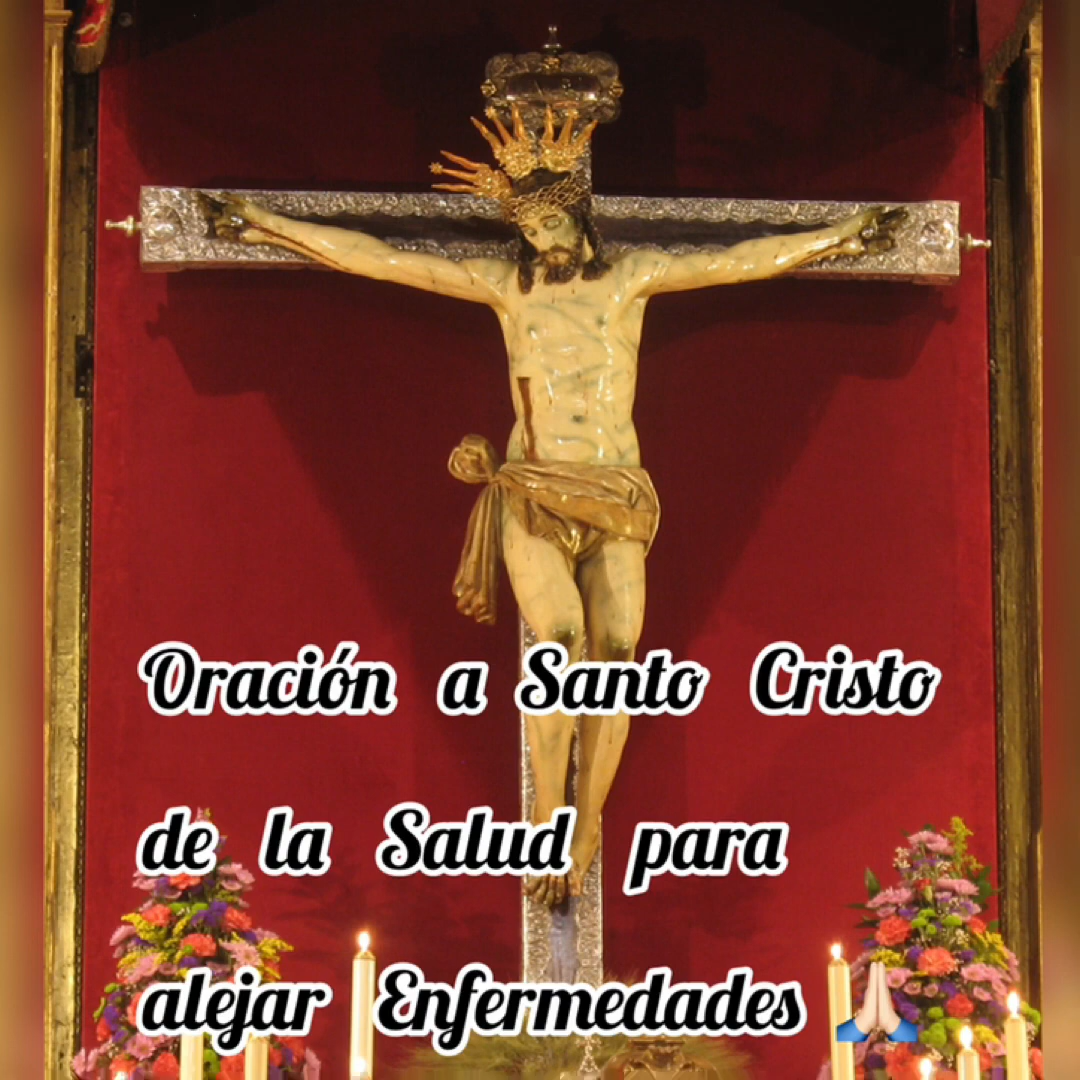 Oración a Santo Cristo
de la Salud para
alejar Enfermedades 🙏🏻